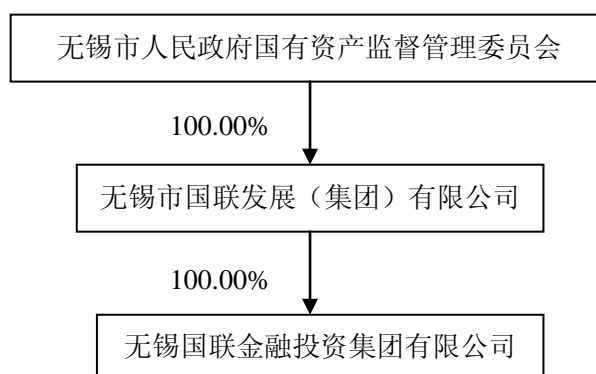 无锡市人民政府国有资产监督管理委员会
100.00%
无锡市国联发展（集团）有限公司
100.00%
无锡国联金融投资集团有限公司